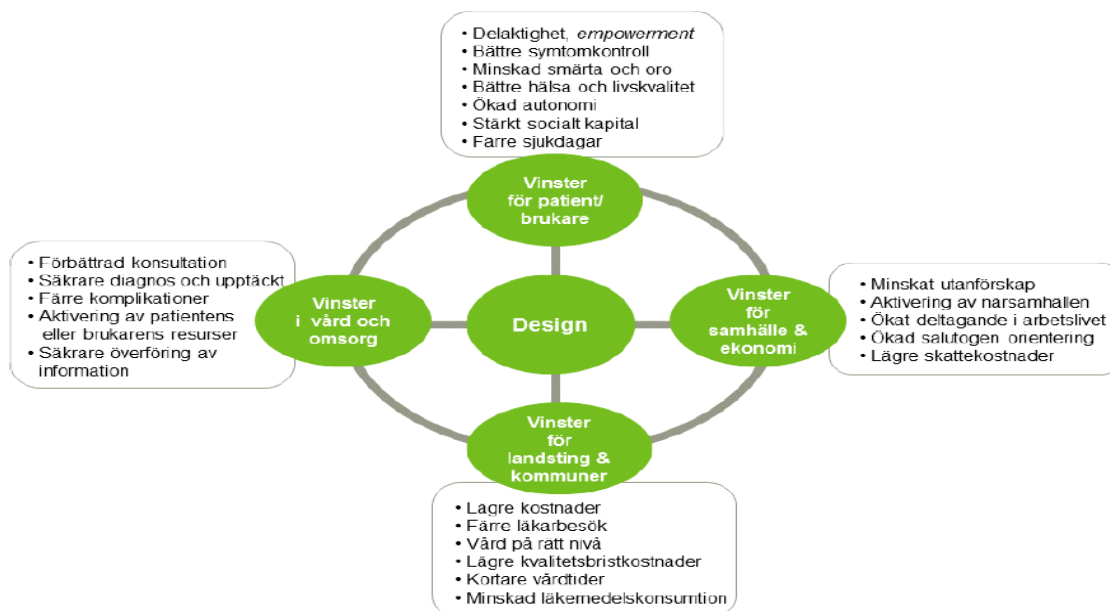 • Delaktighet, empowerment
• Bättre symtomkontroll
• Minskad smärta och oro
• Bättre hälsa och livskvalitet
• Ökad autonomi
• Stärkt socialt kapital
• Färre sjukdagar
Vinster
för patient/
brukare
• Förbättrad konsultation
• Säkrare diagnos och upptäckt
• Färre komplikationer
• Aktivering av patientens
eller brukarens resurser
• Säkrare överföring av
information
Vinster
i vård och
omsorg
Design
Vinster
för
samhälle &
ekonomi
• Minskat utanförskap
• Aktivering av närsamhällen
• Ökat deltagande i arbetslivet
• Ökad salutogen orientering
• Lägre skattekostnader
Vinster
för
landsting &
kommuner
• Lägre kostnader
• Färre läkarbesök
• Vård på rätt nivå
• Lägre kvalitetsbristkostnader
• Kortare vårdtider
• Minskad läkemedelskonsumtion